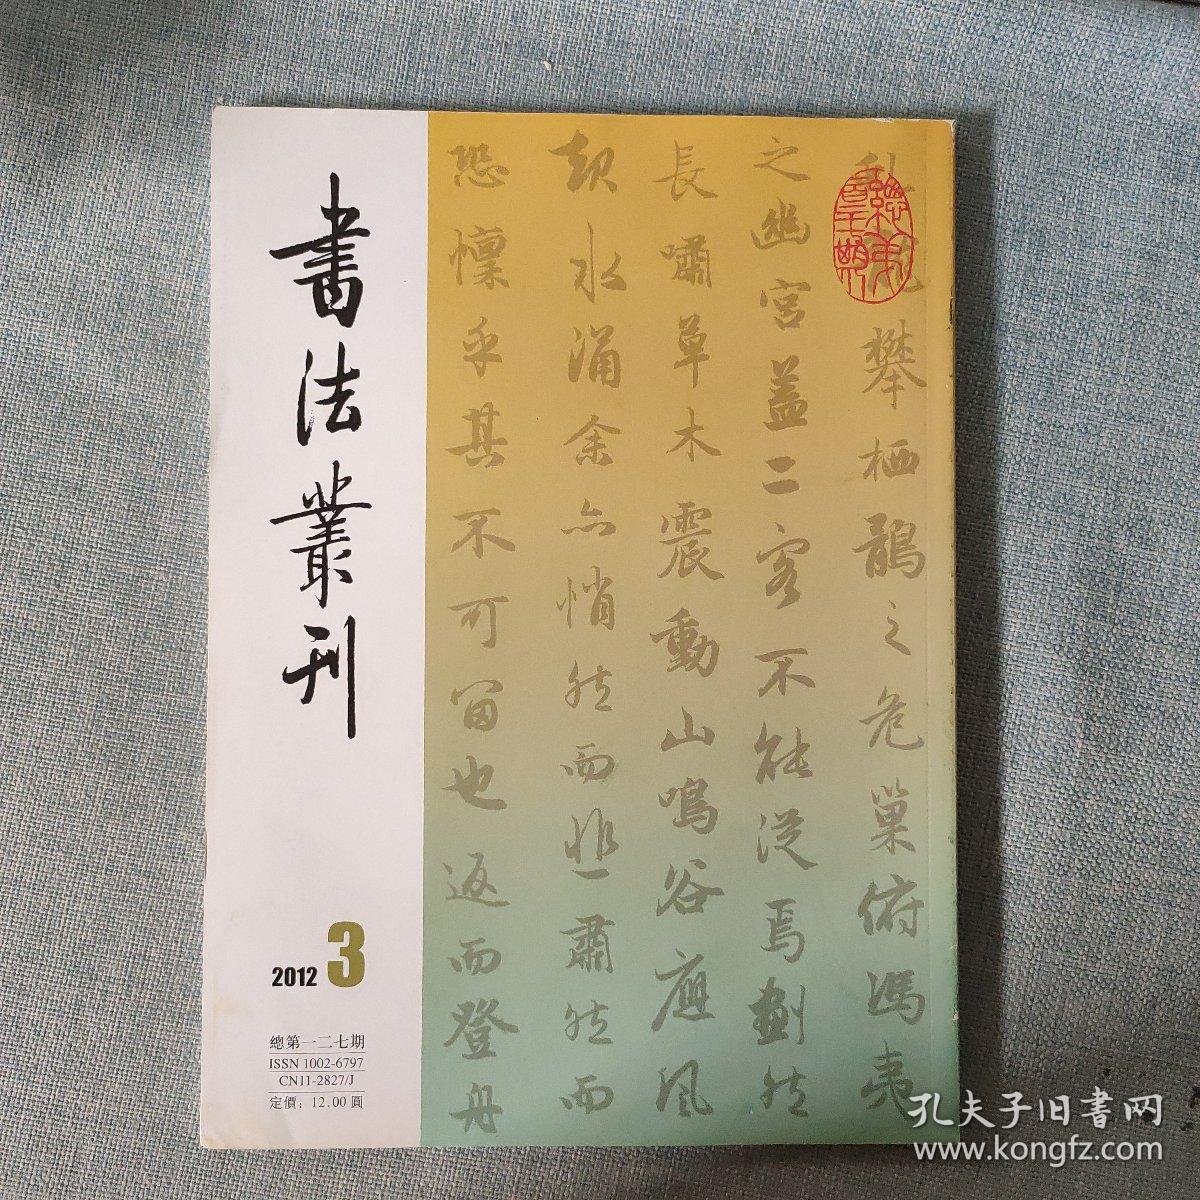 書法叢刊
2012 3
總第一二七期
ISSN 1002-6797
CN11-2827/J
定價：12.00圓
攀栖鶻之危巢俯馮夷
之幽宮盖二客不能從焉劃然
長嘯草木震動山鳴谷應風
起水涌余亦悄然而悲肅然而
恐懍乎其不可留也返而登舟
孔夫子旧书网
www.kongfz.com